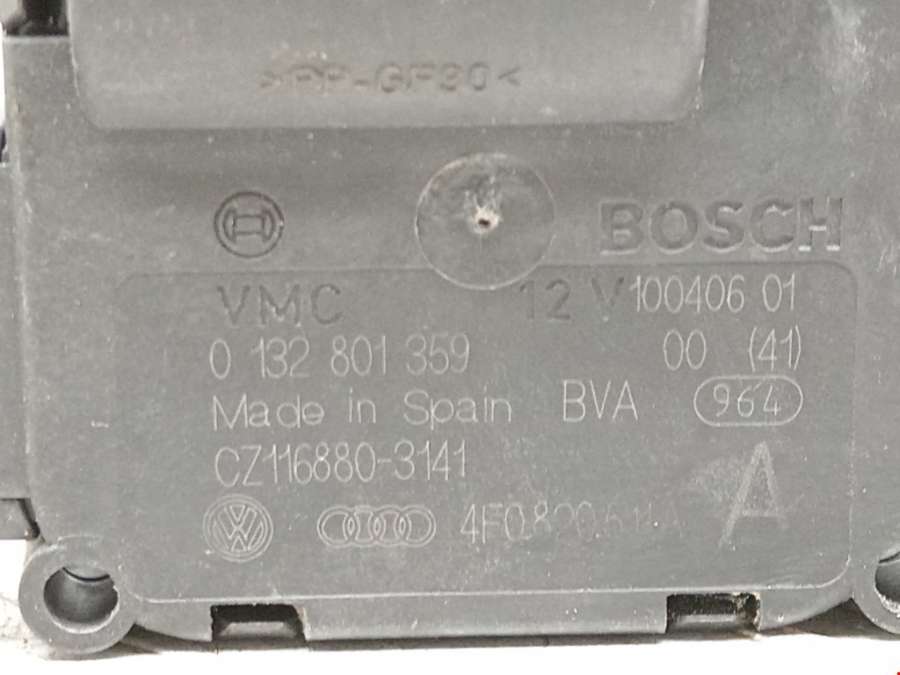 >PP-GF30<
BOSCH
VMC 12 V 100406 01
0 132 801 359 00 (41)
Made in Spain BVA 964
CZ116880-3141
A